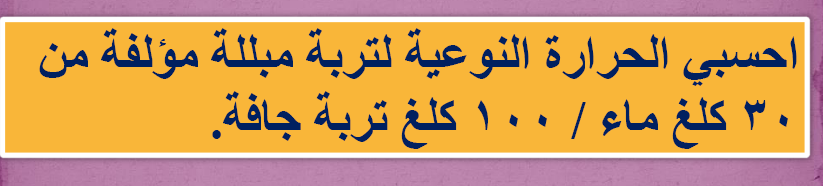 احسبي الحرارة النوعية لتربة مبللة مؤلفة من
٣٠ كلغ ماء / ١٠٠ كلغ تربة جافة.